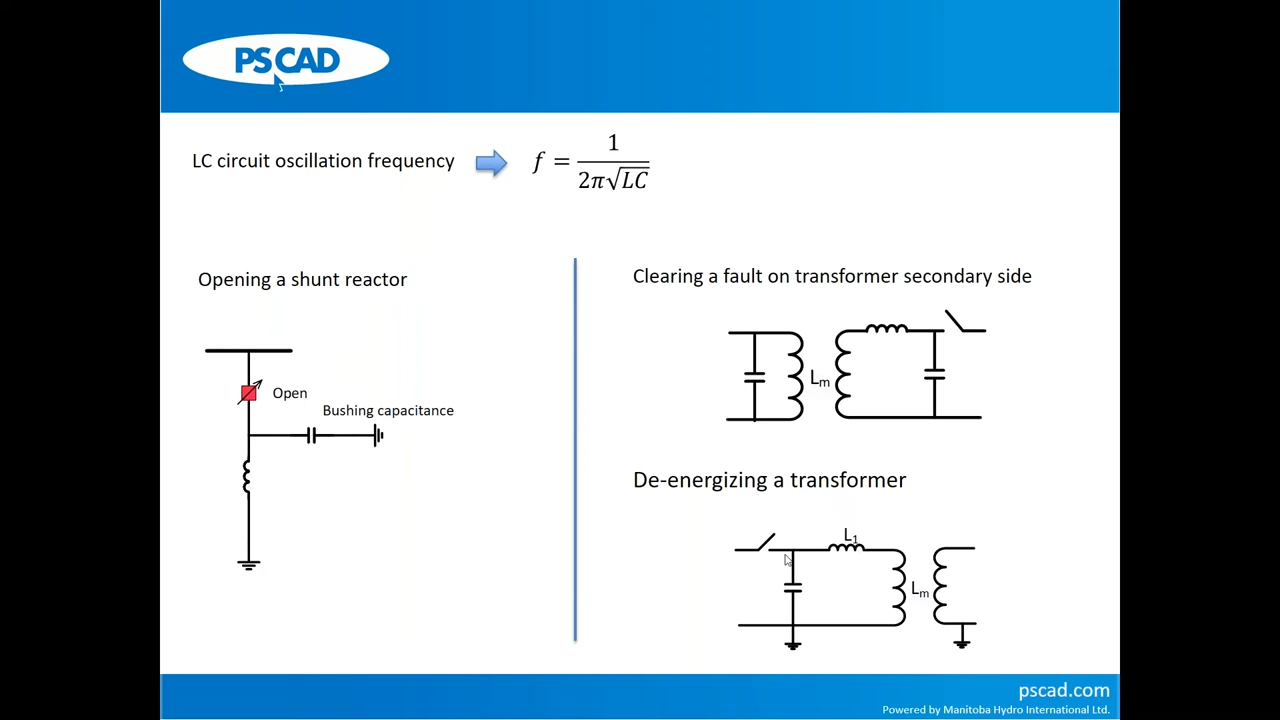 PSCAD
LC circuit oscillation frequency
f = 1 / 2π√LC
Opening a shunt reactor
Open
Bushing capacitance
Clearing a fault on transformer secondary side
Lm
De-energizing a transformer
L1
Lm
pscad.com
Powered by Manitoba Hydro International Ltd.